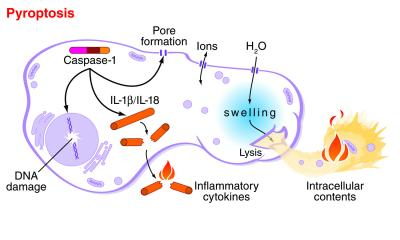 Pyroptosis
Pore
formation
Ions
H₂O
Caspase-1
IL-1β/IL-18
swelling
Lysis
DNA
damage
Inflammatory
cytokines
Intracellular
contents